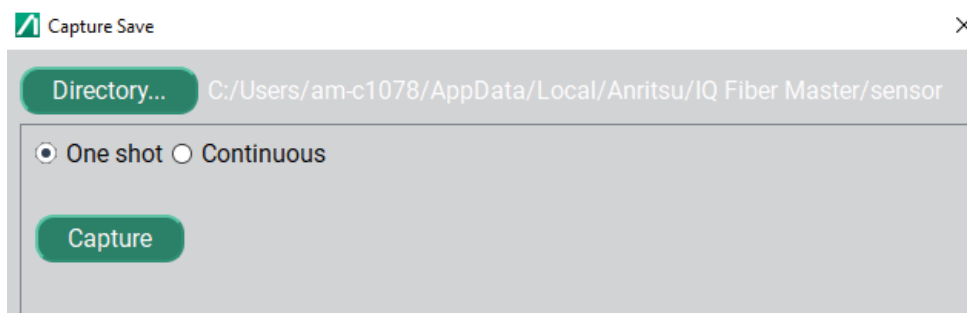 Capture Save
Directory... C:/Users/am-c1078/AppData/Local/Anritsu/IQ Fiber Master/sensor
One shot Continuous
Capture